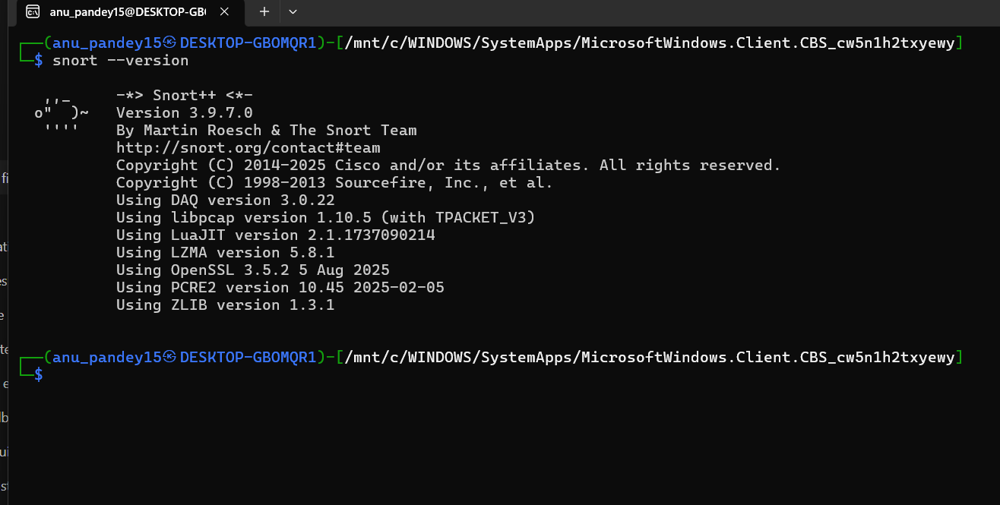 anu_pandey15@DESKTOP-GB
┌──(anu_pandey15㉿DESKTOP-GBOMQR1)-[/mnt/c/WINDOWS/SystemApps/MicrosoftWindows.Client.CBS_cw5n1h2txyewy]
└─$ snort --version
   ,,_     -*> Snort++ <*-
  o"  )~   Version 3.9.7.0
   ''''    By Martin Roesch & The Snort Team
           http://snort.org/contact#team
           Copyright (C) 2014-2025 Cisco and/or its affiliates. All rights reserved.
           Copyright (C) 1998-2013 Sourcefire, Inc., et al.
           Using DAQ version 3.0.22
           Using libpcap version 1.10.5 (with TPACKET_V3)
           Using LuaJIT version 2.1.1737090214
           Using LZMA version 5.8.1
           Using OpenSSL 3.5.2 5 Aug 2025
           Using PCRE2 version 10.45 2025-02-05
           Using ZLIB version 1.3.1
┌──(anu_pandey15㉿DESKTOP-GBOMQR1)-[/mnt/c/WINDOWS/SystemApps/MicrosoftWindows.Client.CBS_cw5n1h2txyewy]
└─$